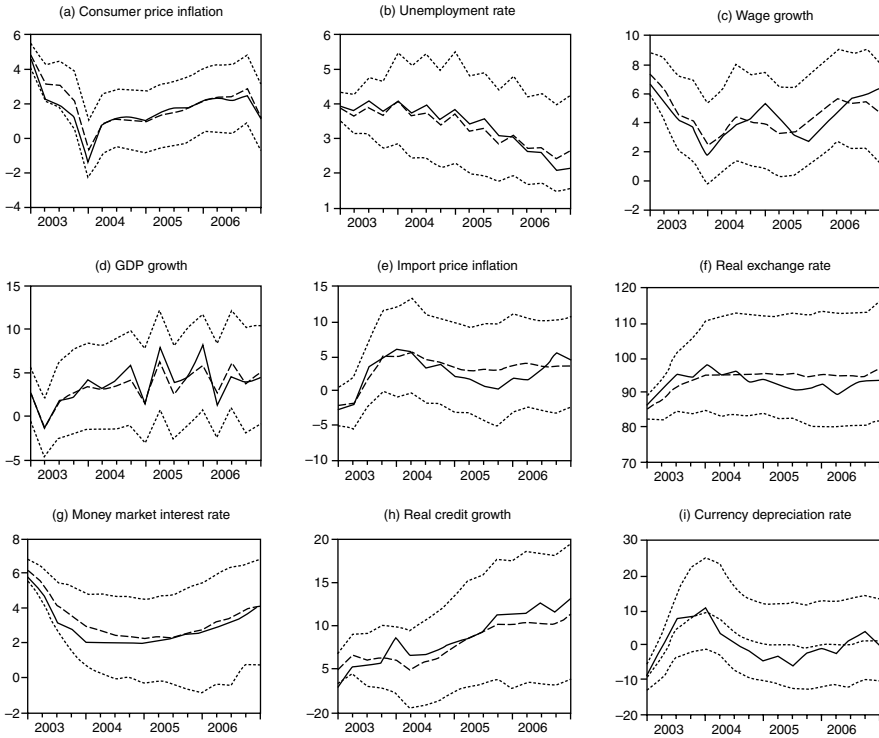 (a) Consumer price inflation
6
4
2
0
–2
–4
2003 2004 2005 2006
(b) Unemployment rate
6
5
4
3
2
1
2003 2004 2005 2006
(c) Wage growth
10
8
6
4
2
0
–2
2003 2004 2005 2006
(d) GDP growth
15
10
5
0
–5
2003 2004 2005 2006
(e) Import price inflation
15
10
5
0
–5
–10
2003 2004 2005 2006
(f) Real exchange rate
120
110
100
90
80
70
2003 2004 2005 2006
(g) Money market interest rate
8
6
4
2
0
–2
2003 2004 2005 2006
(h) Real credit growth
20
15
10
5
–20
2003 2004 2005 2006
(i) Currency depreciation rate
30
20
10
0
–10
–20
2003 2004 2005 2006